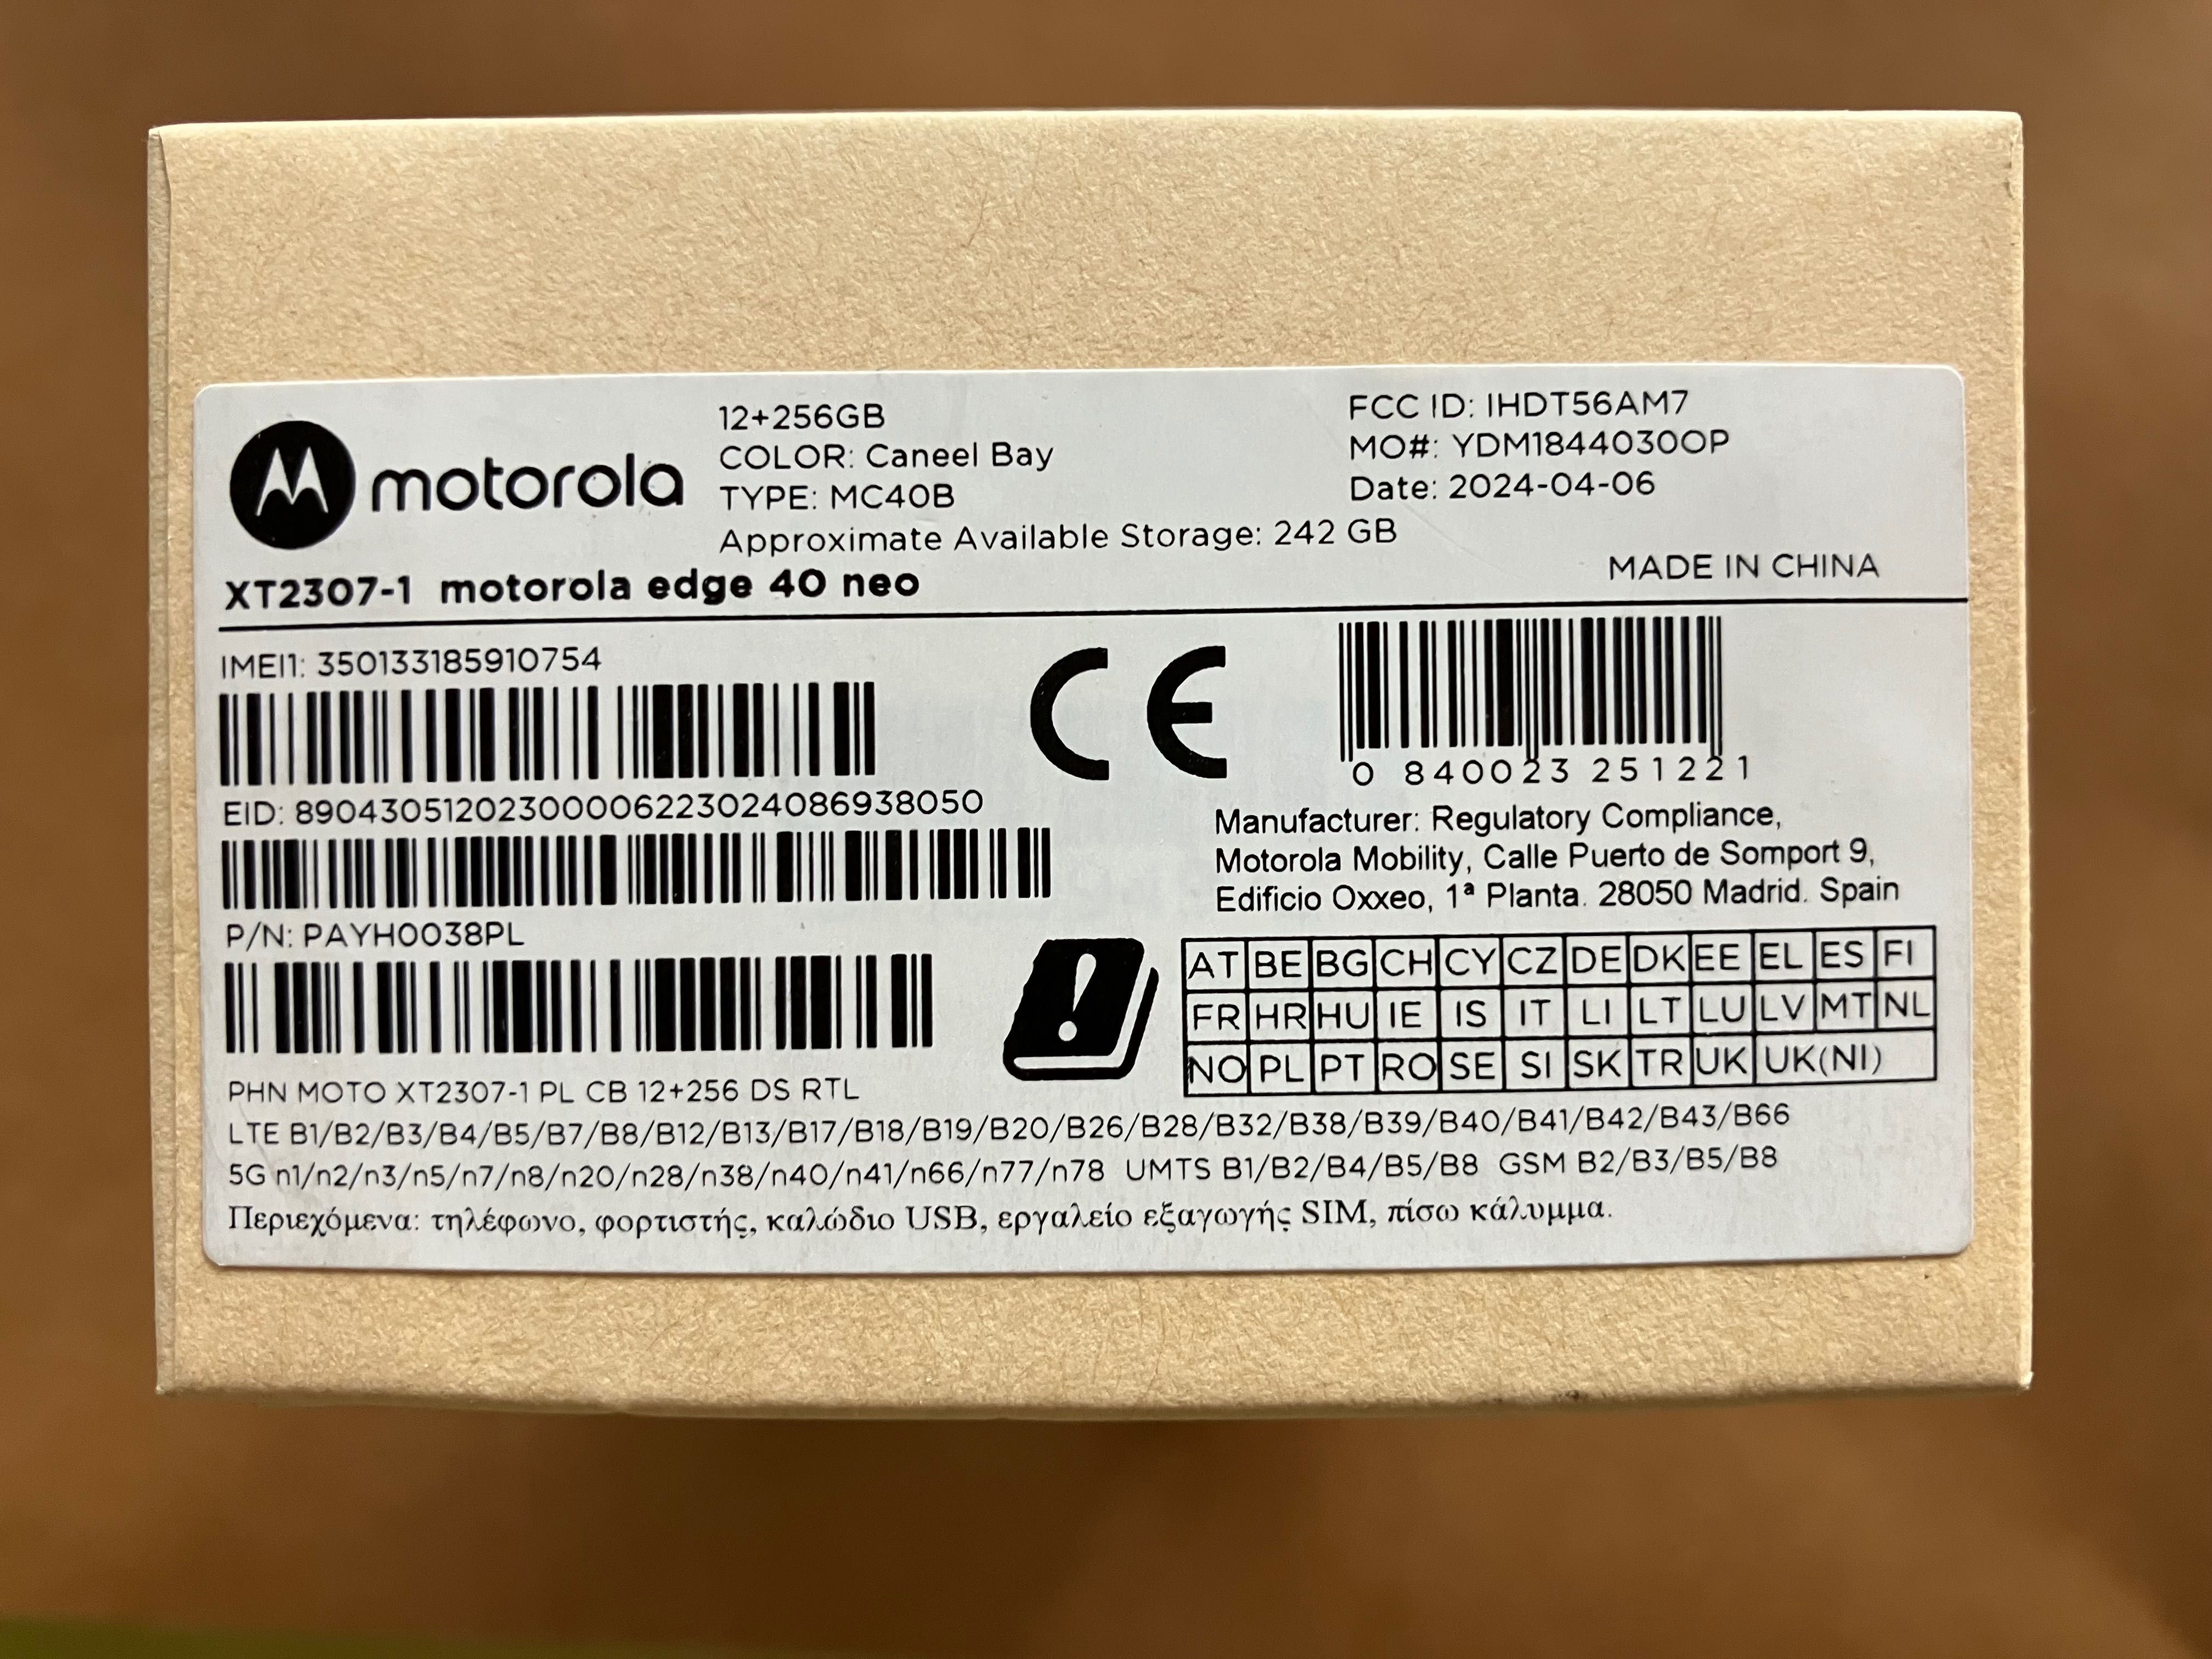 motorola
12+256GB
COLOR: Caneel Bay
TYPE: MC40B
Approximate Available Storage: 242 GB
FCC ID: IHDT56AM7
MO#: YDM184403OOP
Date: 2024-04-06
MADE IN CHINA
XT2307-1 motorola edge 40 neo
IMEI1: 350133185910754
EID: 89043051202300006223024086938050
P/N: PAYH0038PL
PHN MOTO XT2307-1 PL CB 12+256 DS RTL
CE
0 840023 251221
Manufacturer: Regulatory Compliance,
Motorola Mobility, Calle Puerto de Somport 9,
Edificio Oxxeo, 1ª Planta. 28050 Madrid. Spain
AT BE BG CH CY CZ DE DK EE EL ES FI
FR HR HU IE IS IT LI LT LU LV MT NL
NO PL PT RO SE SI SK TR UK UK(NI)
LTE B1/B2/B3/B4/B5/B7/B8/B12/B13/B17/B18/B19/B20/B26/B28/B32/B38/B39/B40/B41/B42/B43/B66
5G n1/n2/n3/n5/n7/n8/n20/n28/n38/n40/n41/n66/n77/n78 UMTS B1/B2/B4/B5/B8 GSM B2/B3/B5/B8
Περιεχόμενα: τηλέφωνο, φορτιστής, καλώδιο USB, εργαλείο εξαγωγής SIM, πίσω κάλυμμα.